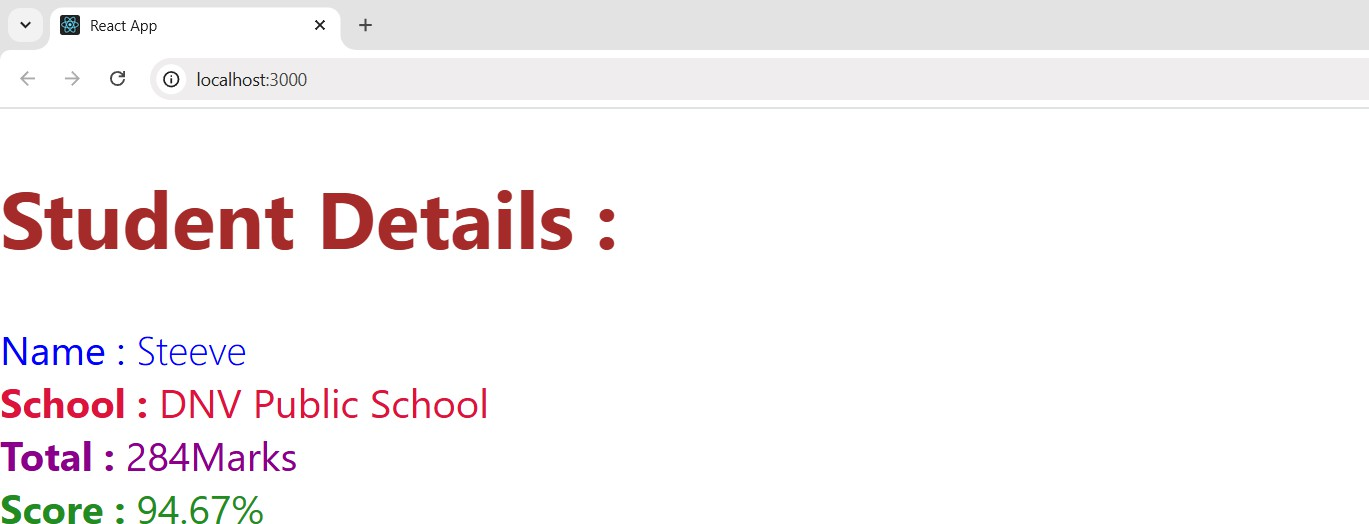 React App
localhost:3000
Student Details :
Name : Steeve
School : DNV Public School
Total : 284Marks
Score : 94.67%